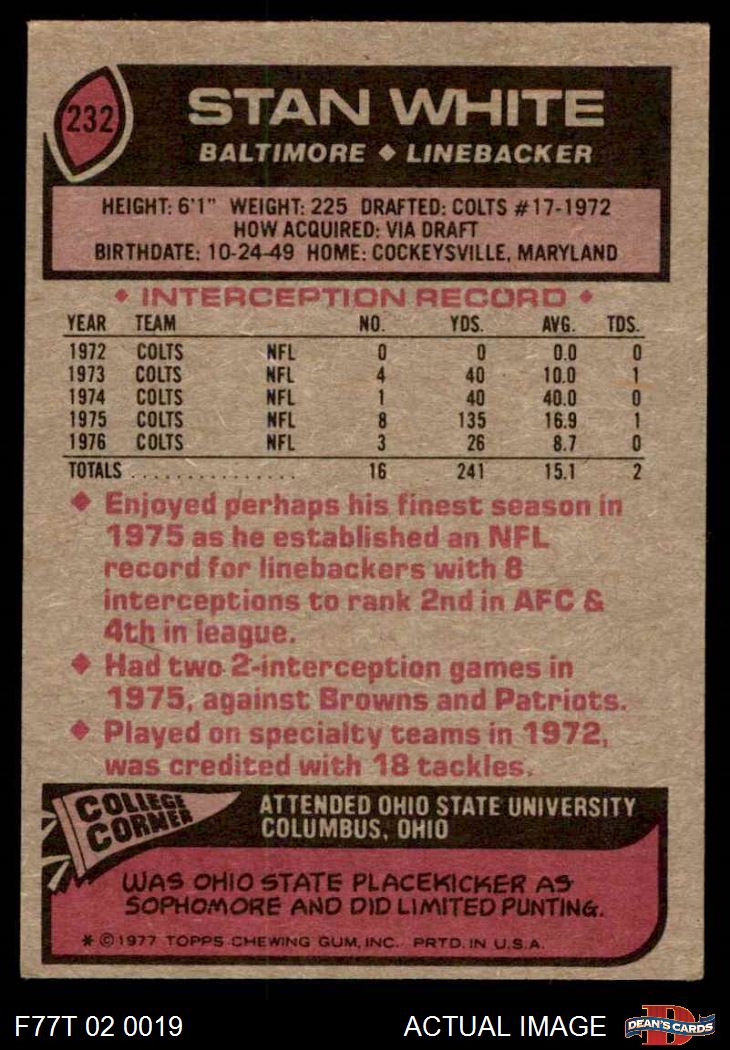 232
STAN WHITE
BALTIMORE ◆ LINEBACKER
HEIGHT: 6'1" WEIGHT: 225 DRAFTED: COLTS #17-1972
HOW ACQUIRED: VIA DRAFT
BIRTHDATE: 10-24-49 HOME: COCKEYSVILLE, MARYLAND
◆ INTERCEPTION RECORD ◆
YEAR TEAM NO. YDS. AVG. TDS.
1972 COLTS NFL 0 0 0.0 0
1973 COLTS NFL 4 40 10.0 1
1974 COLTS NFL 1 40 40.0 0
1975 COLTS NFL 8 135 16.9 1
1976 COLTS NFL 3 26 8.7 0
TOTALS ............... 16 241 15.1 2
◆ Enjoyed perhaps his finest season in
1975 as he established an NFL
record for linebackers with 8
interceptions to rank 2nd in AFC &
4th in league.
◆ Had two 2-interception games in
1975, against Browns and Patriots.
◆ Played on specialty teams in 1972,
was credited with 18 tackles.
COLLEGE
CORNER
ATTENDED OHIO STATE UNIVERSITY
COLUMBUS, OHIO
WAS OHIO STATE PLACEKICKER AS
SOPHOMORE AND DID LIMITED PUNTING.
* © 1977 TOPPS CHEWING GUM, INC. PRTD. IN U.S.A.
F77T 02 0019 ACTUAL IMAGE
D
DEAN'S CARDS